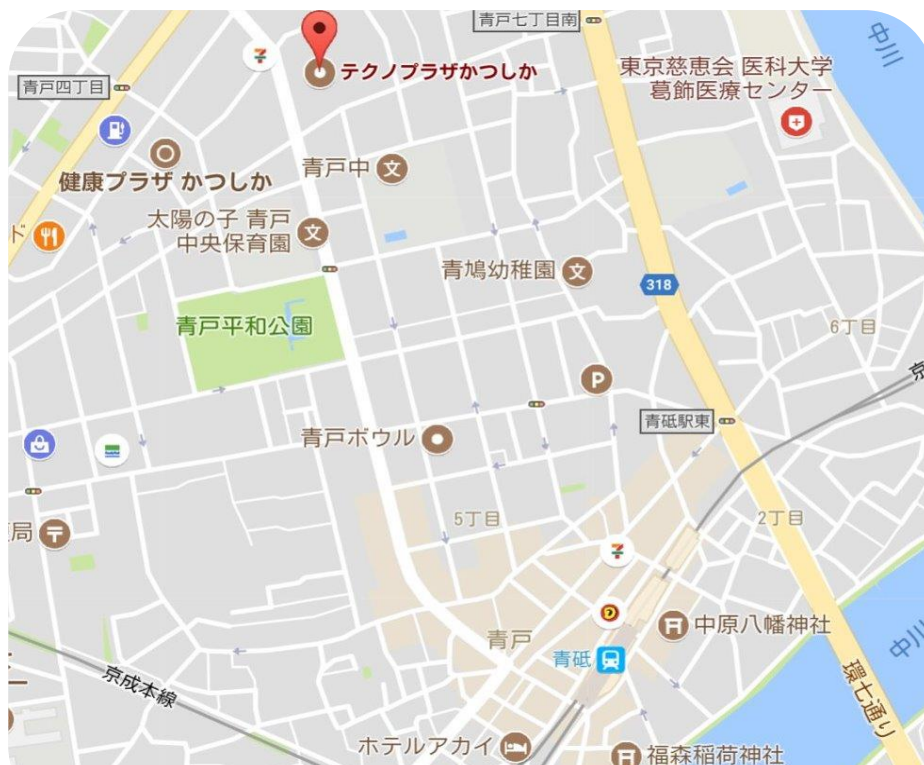 青戸七丁目南
中川
テクノプラザかつしか
東京慈恵会 医科大学
葛飾医療センター
青戸四丁目
青戸中
健康プラザ かつしか
太陽の子 青戸
中央保育園
ド
青鳩幼稚園
318
青戸平和公園
6丁目
P
京
青砥駅東
青戸ボウル
5丁目
2丁目
局
青戸
中原八幡神社
青砥
中川
京成本線
環七通り
ー
ホテルアカイ
福森稲荷神社